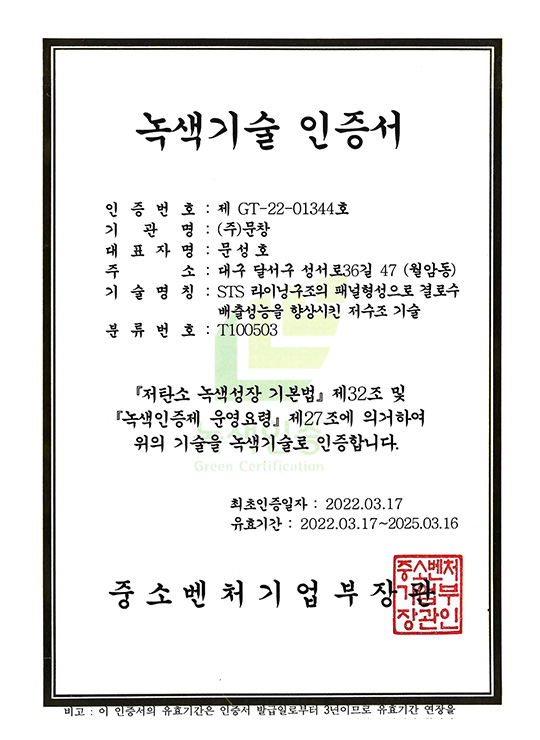 녹색기술 인증서
인 증 번 호 : 제 GT-22-01344호
기 관 명 : (주)문창
대 표 자 명 : 문성호
주 소 : 대구 달서구 성서로36길 47 (월암동)
기 술 명 칭 : STS 라이닝구조의 패널형성으로 결로수
배출성능을 향상시킨 저수조 기술
분 류 번 호 : T100503
『저탄소 녹색성장 기본법』 제32조 및
『녹색인증제 운영요령』 제27조에 의거하여
위의 기술을 녹색기술로 인증합니다.
녹색인증
Green Certification
최초인증일자 : 2022.03.17
유효기간 : 2022.03.17~2025.03.16
중소벤처기업부장관
중소벤처
기업부
장관인
비고 : 이 인증서의 유효기간은 인증서 발급일로부터 3년이므로 유효기간 연장을